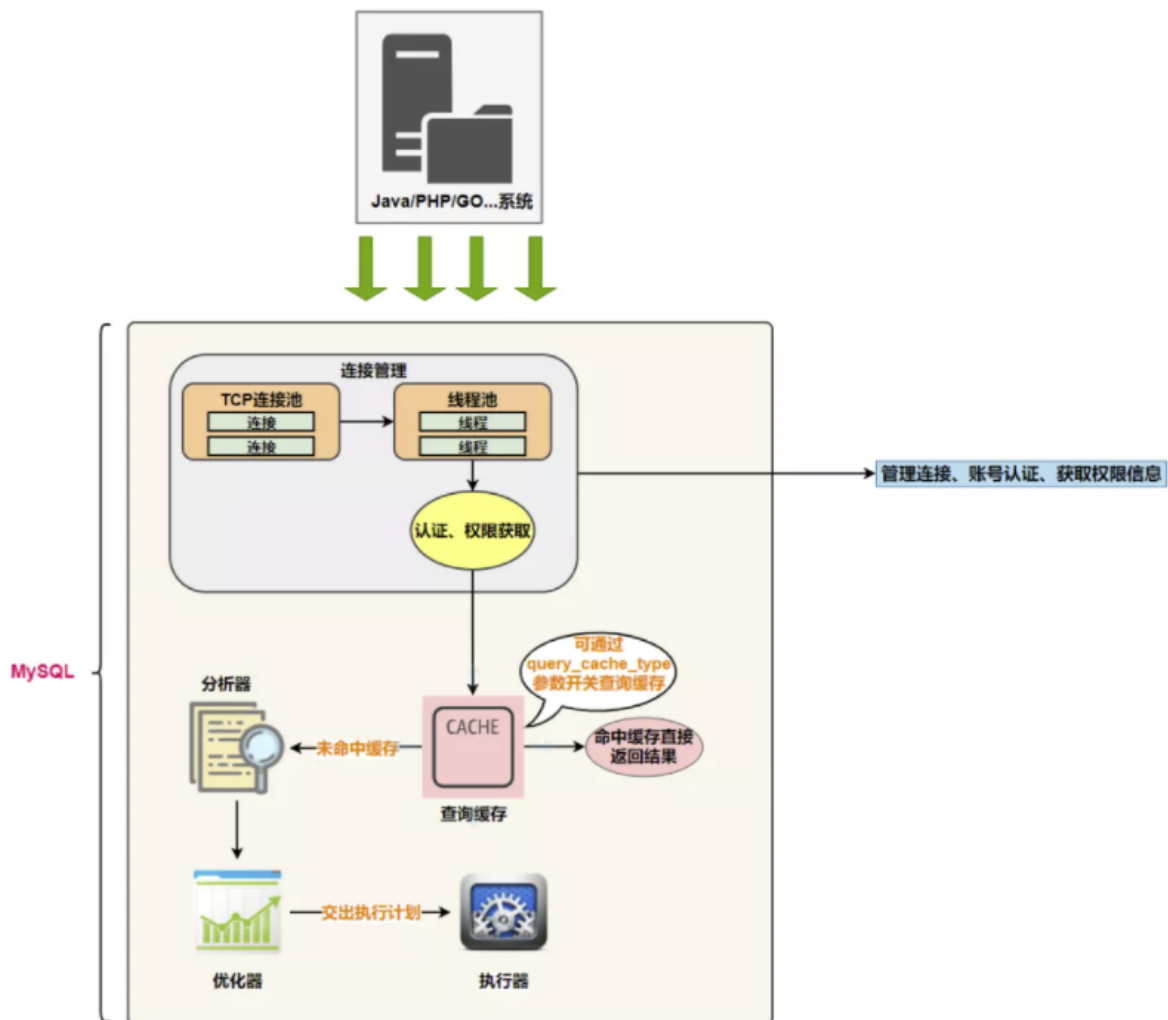 Java/PHP/GO...系统
连接管理
TCP连接池
连接
连接
线程池
线程
线程
认证、权限获取
管理连接、账号认证、获取权限信息
MySQL
可通过
query_cache_type
参数开关查询缓存
分析器
未命中缓存
CACHE
查询缓存
命中缓存直接
返回结果
交出执行计划
优化器
执行器